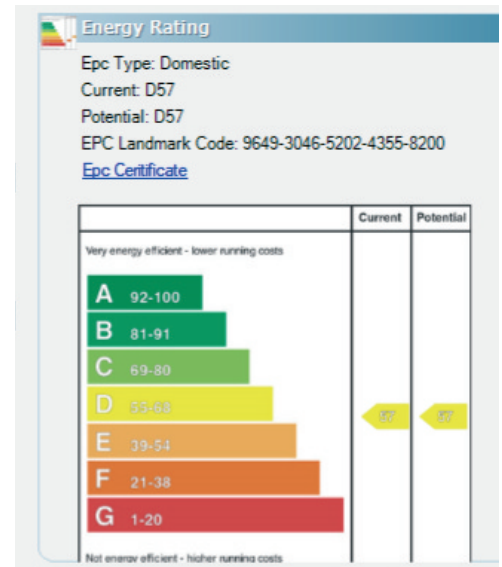 Energy Rating
Epc Type: Domestic
Current: D57
Potential: D57
EPC Landmark Code: 9649-3046-5202-4355-8200
Epc Ceritificate
Current Potential
Very energy efficient - lower running costs
A 92-100
B 81-91
C 69-80
D 55-68
E 39-54
F 21-38
G 1-20
57 57
Not energy efficient - higher running costs